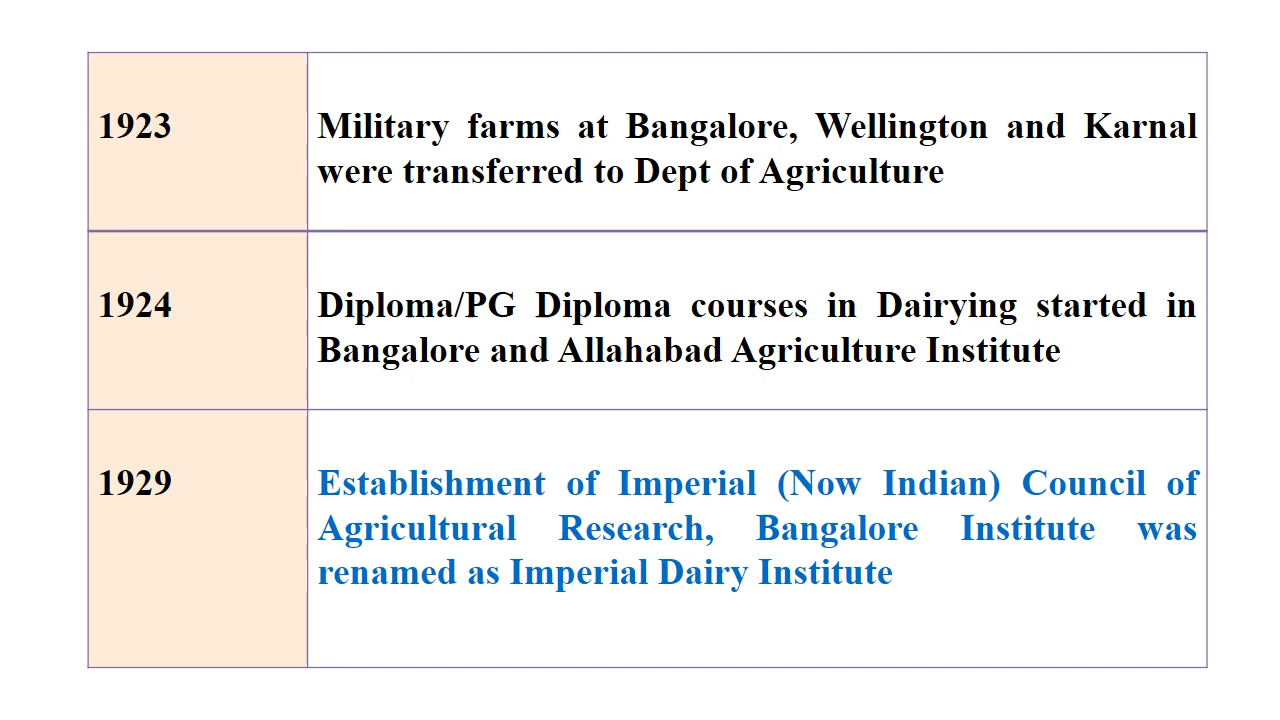 1923
Military farms at Bangalore, Wellington and Karnal
were transferred to Dept of Agriculture
1924
Diploma/PG Diploma courses in Dairying started in
Bangalore and Allahabad Agriculture Institute
1929
Establishment of Imperial (Now Indian) Council of
Agricultural Research, Bangalore Institute was
renamed as Imperial Dairy Institute